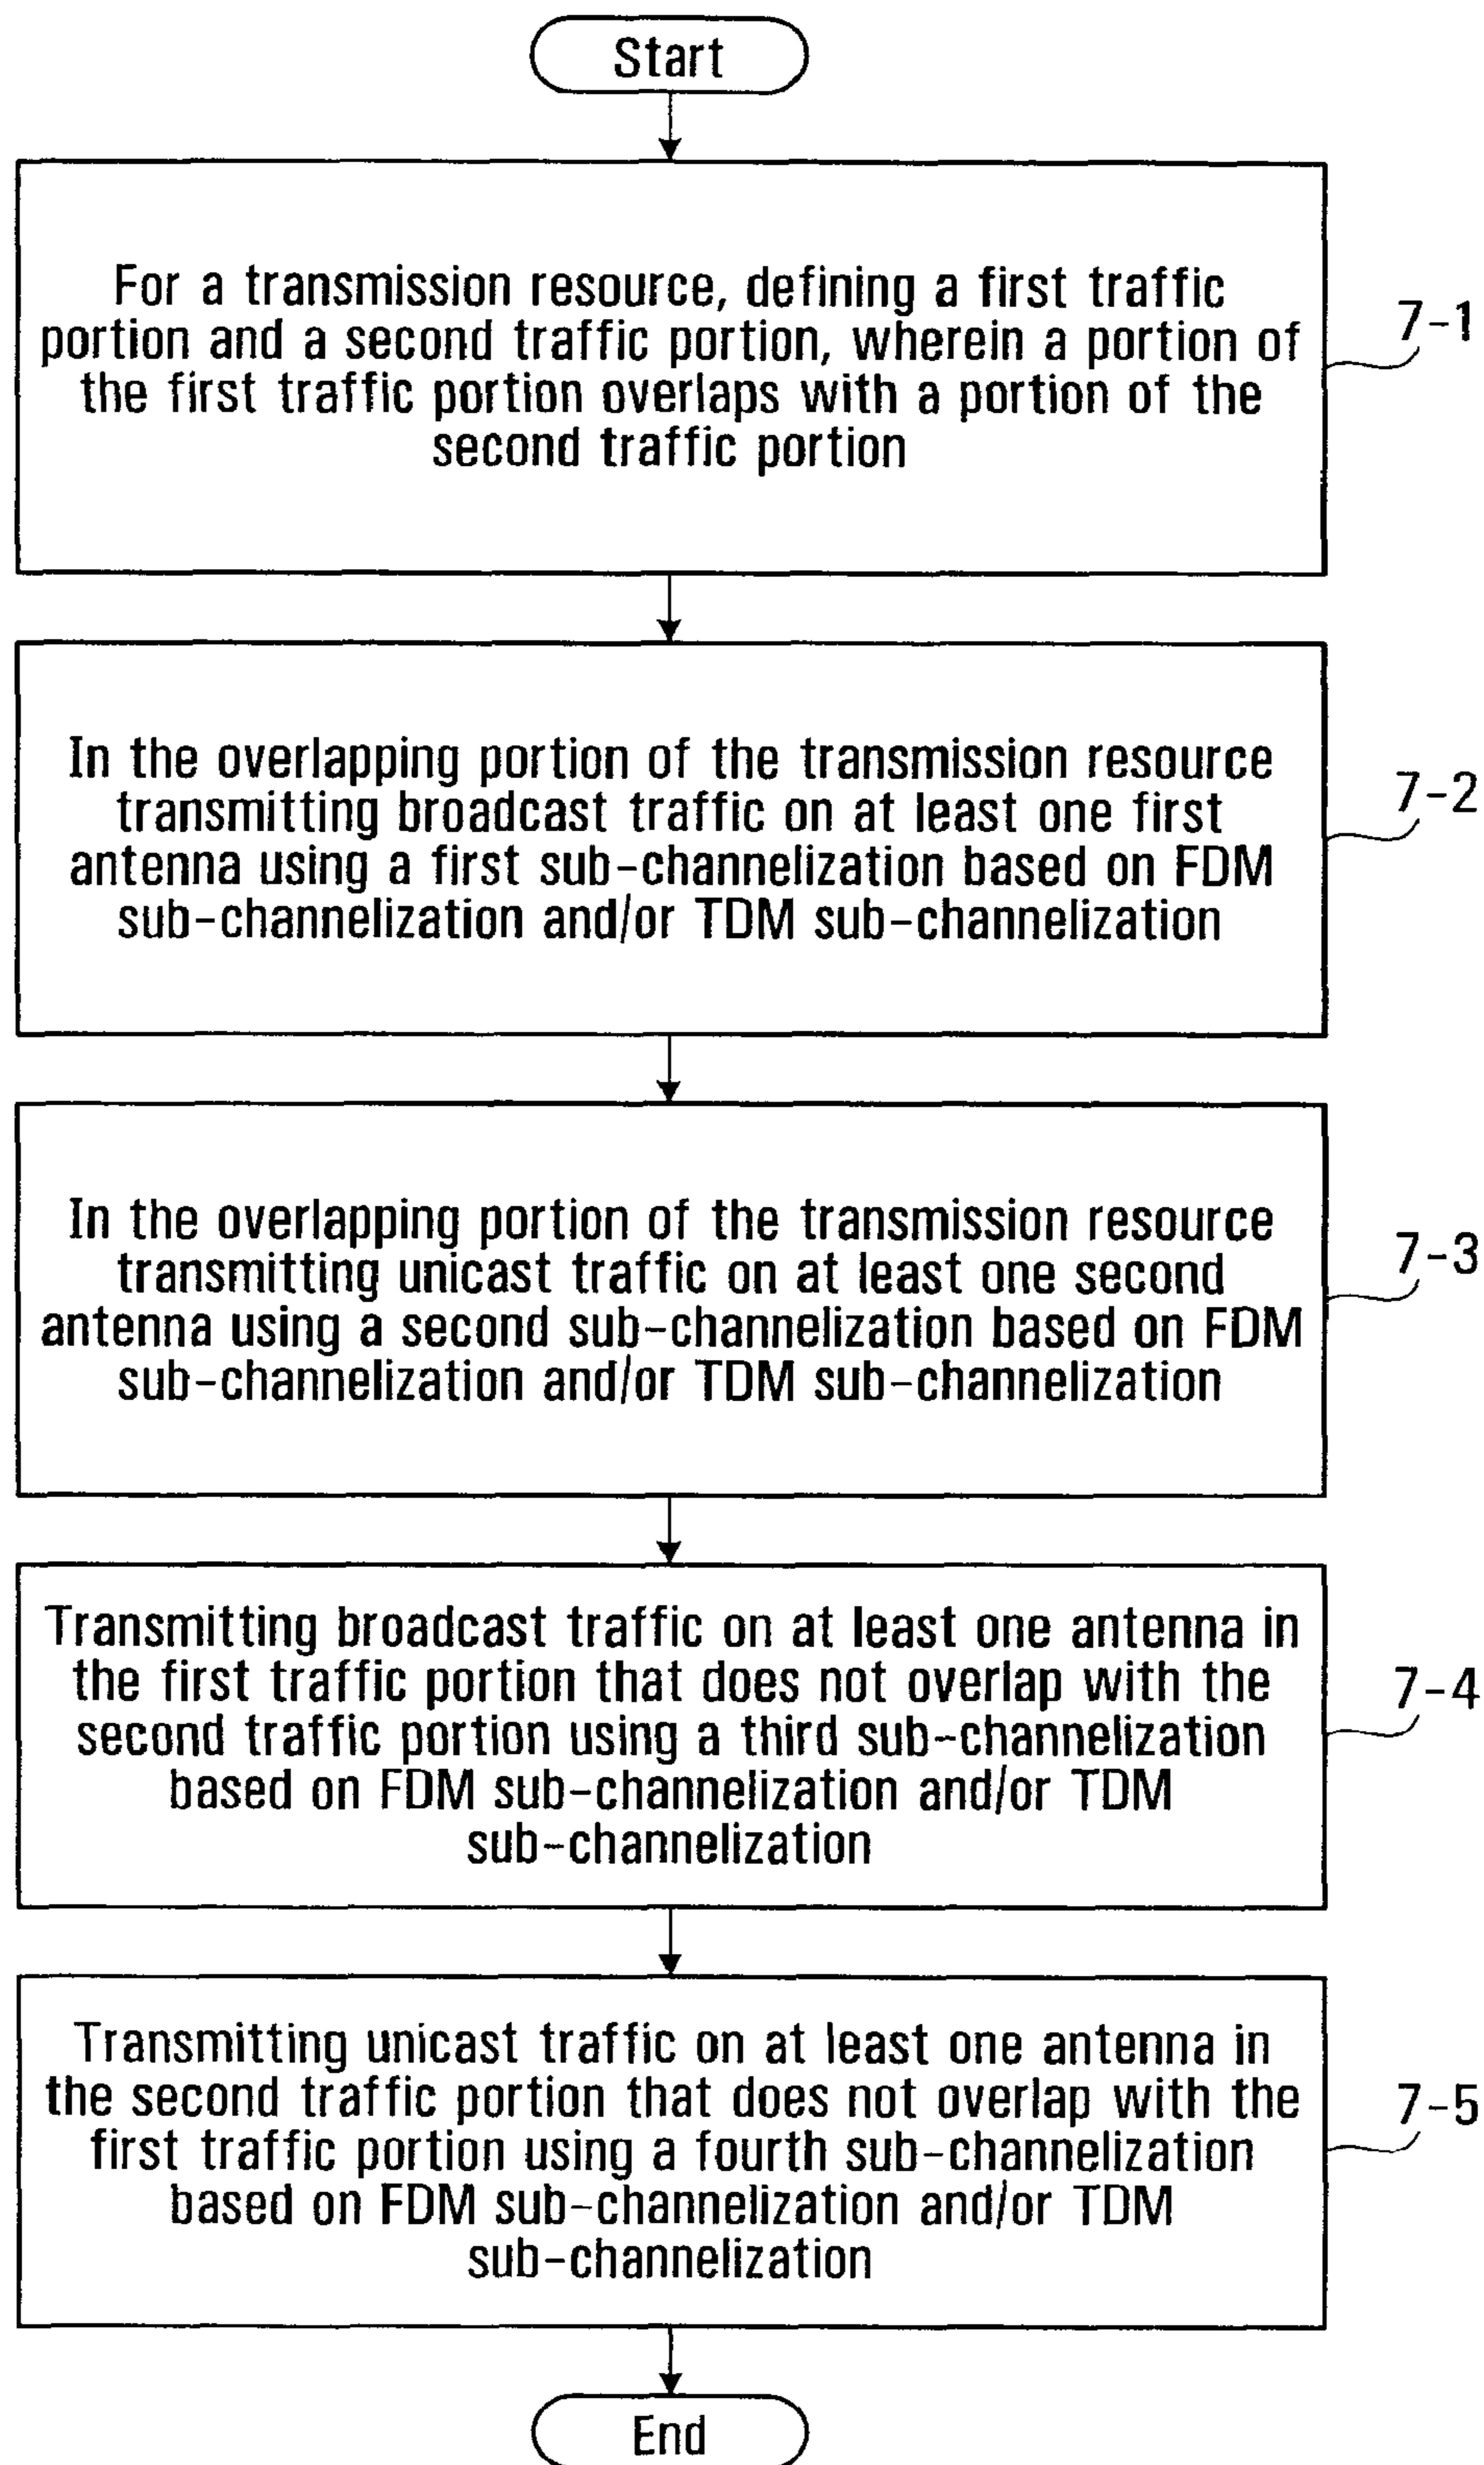 Start
For a transmission resource, defining a first traffic
portion and a second traffic portion, wherein a portion of
the first traffic portion overlaps with a portion of the
second traffic portion
7-1
In the overlapping portion of the transmission resource
transmitting broadcast traffic on at least one first
antenna using a first sub-channelization based on FDM
sub-channelization and/or TDM sub-channelization
7-2
In the overlapping portion of the transmission resource
transmitting unicast traffic on at least one second
antenna using a second sub-channelization based on FDM
sub-channelization and/or TDM sub-channelization
7-3
Transmitting broadcast traffic on at least one antenna in
the first traffic portion that does not overlap with the
second traffic portion using a third sub-channelization
based on FDM sub-channelization and/or TDM
sub-channelization
7-4
Transmitting unicast traffic on at least one antenna in
the second traffic portion that does not overlap with the
first traffic portion using a fourth sub-channelization
based on FDM sub-channelization and/or TDM
sub-channelization
7-5
End